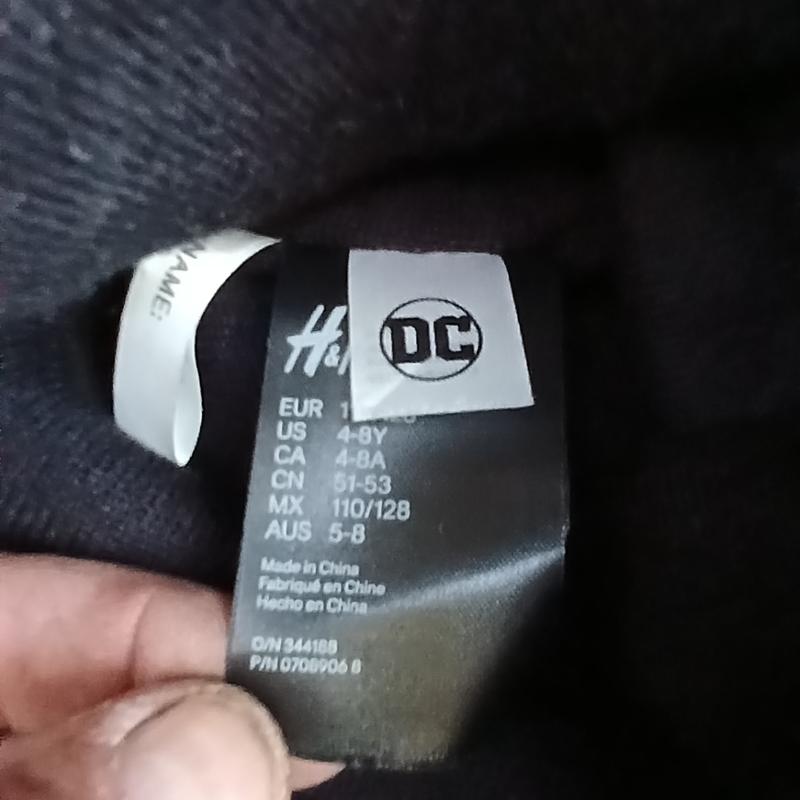 NAME:
DC
H&
EUR
US 4-8Y
CA 4-8A
CN 51-53
MX 110/128
AUS 5-8
Made in China
Fabriqué en Chine
Hecho en China
O/N 344188
P/N 0708906 8